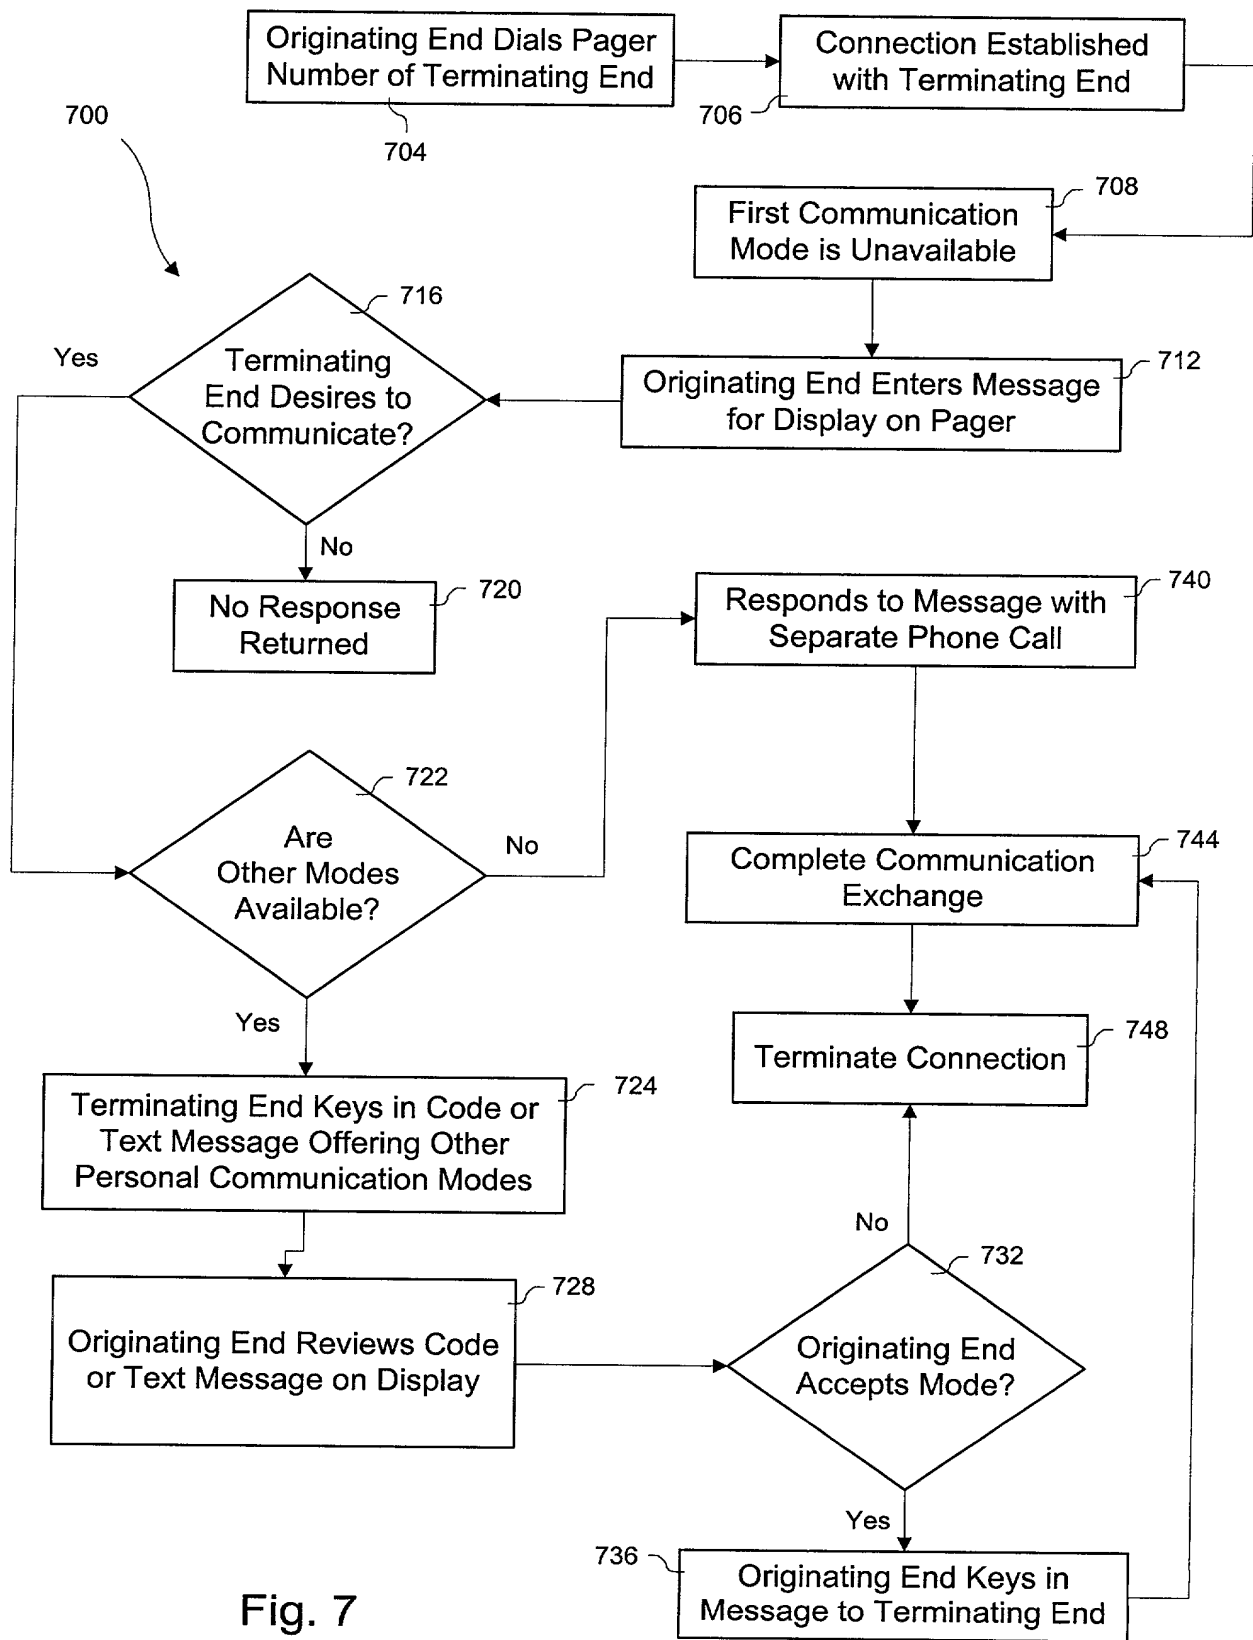 Originating End Dials Pager
Number of Terminating End
704
Connection Established
with Terminating End
706
700
708
First Communication
Mode is Unavailable
716
Terminating
End Desires to
Communicate?
Yes
No
712
Originating End Enters Message
for Display on Pager
720
No Response
Returned
740
Responds to Message with
Separate Phone Call
722
Are
Other Modes
Available?
No
Yes
744
Complete Communication
Exchange
748
Terminate Connection
724
Terminating End Keys in Code or
Text Message Offering Other
Personal Communication Modes
728
Originating End Reviews Code
or Text Message on Display
No
732
Originating End
Accepts Mode?
Yes
736
Originating End Keys in
Message to Terminating End
Fig. 7